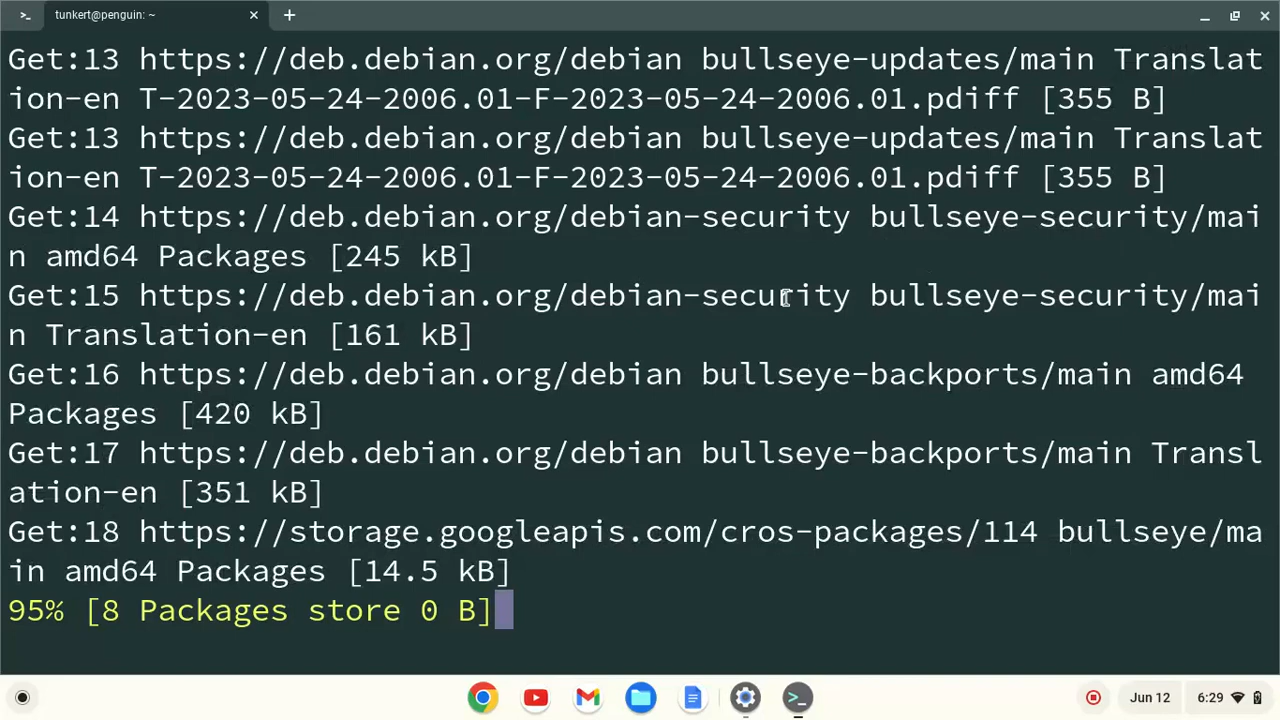 >_ tunkert@penguin: ~ × +
Get:13 https://deb.debian.org/debian bullseye-updates/main Translat
ion-en T-2023-05-24-2006.01-F-2023-05-24-2006.01.pdiff [355 B]
Get:13 https://deb.debian.org/debian bullseye-updates/main Translat
ion-en T-2023-05-24-2006.01-F-2023-05-24-2006.01.pdiff [355 B]
Get:14 https://deb.debian.org/debian-security bullseye-security/mai
n amd64 Packages [245 kB]
Get:15 https://deb.debian.org/debian-security bullseye-security/mai
n Translation-en [161 kB]
Get:16 https://deb.debian.org/debian bullseye-backports/main amd64
Packages [420 kB]
Get:17 https://deb.debian.org/debian bullseye-backports/main Transl
ation-en [351 kB]
Get:18 https://storage.googleapis.com/cros-packages/114 bullseye/ma
in amd64 Packages [14.5 kB]
95% [8 Packages store 0 B]
Jun 12 6:29